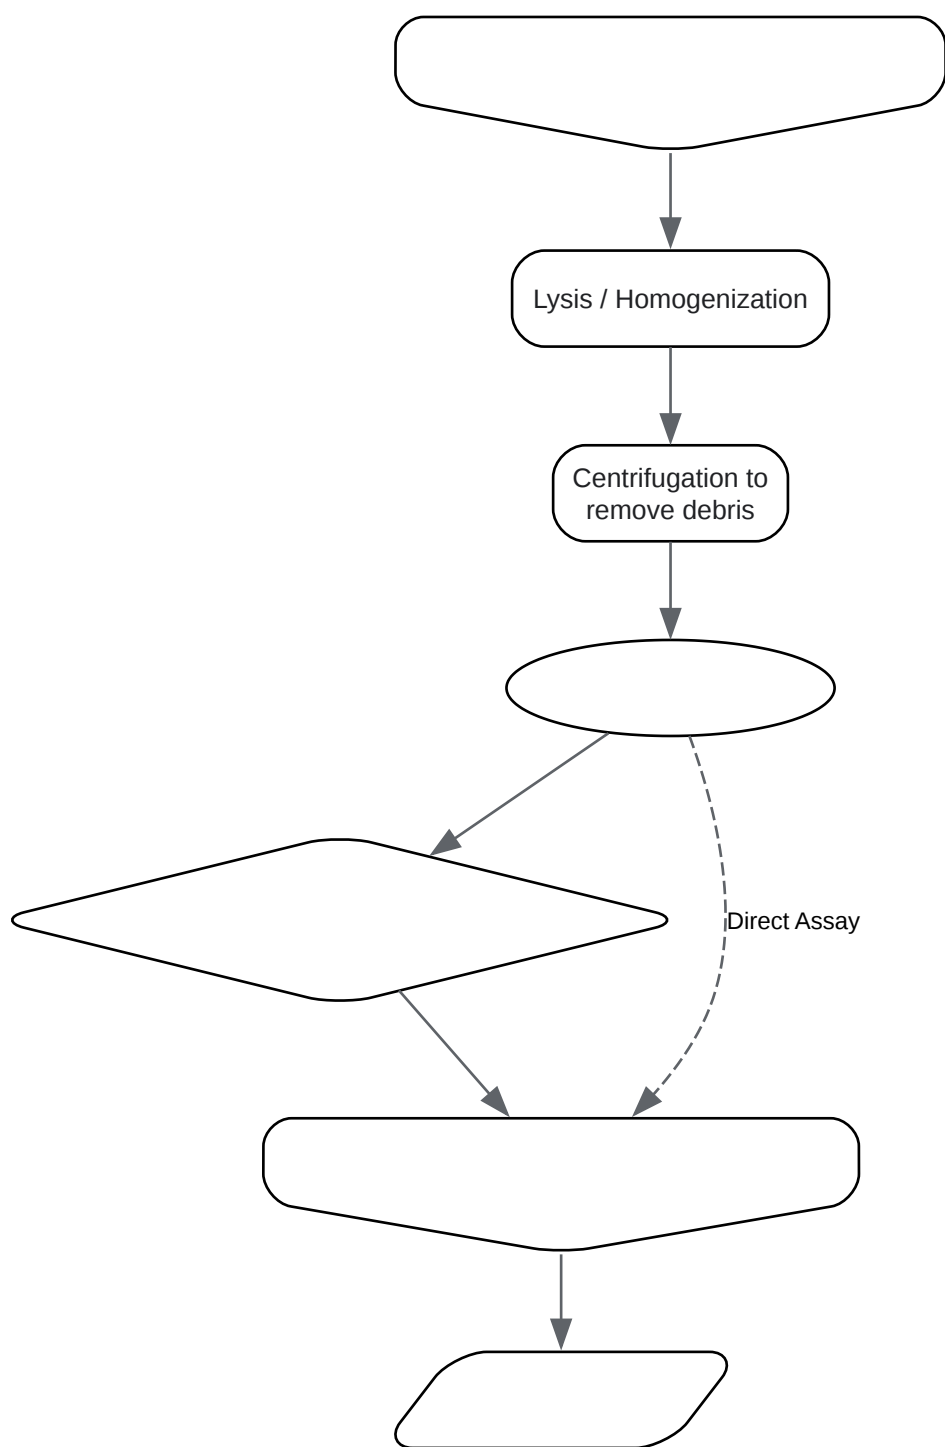 Lysis / Homogenization
Centrifugation to
remove debris
Direct Assay